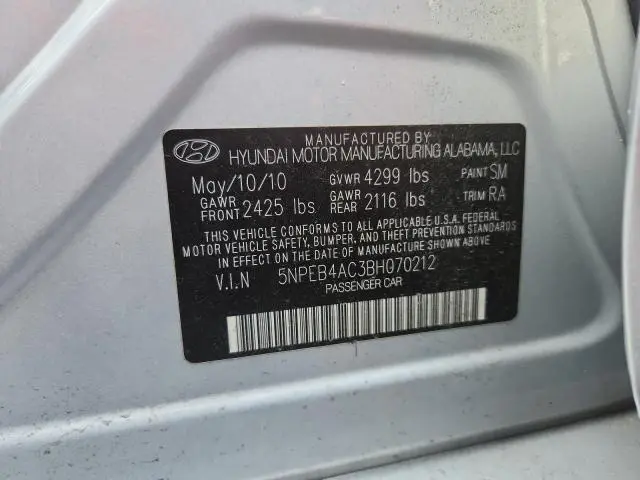 MANUFACTURED BY
HYUNDAI MOTOR MANUFACTURING ALABAMA, LLC
May/10/10 GVWR 4299 lbs PAINT SM
GAWR FRONT 2425 lbs GAWR REAR 2116 lbs TRIM RA
THIS VEHICLE CONFORMS TO ALL APPLICABLE U.S.A. FEDERAL
MOTOR VEHICLE SAFETY, BUMPER, AND THEFT PREVENTION STANDARDS
IN EFFECT ON THE DATE OF MANUFACTURE SHOWN ABOVE.
V.I.N 5NPEB4AC3BH070212
PASSENGER CAR